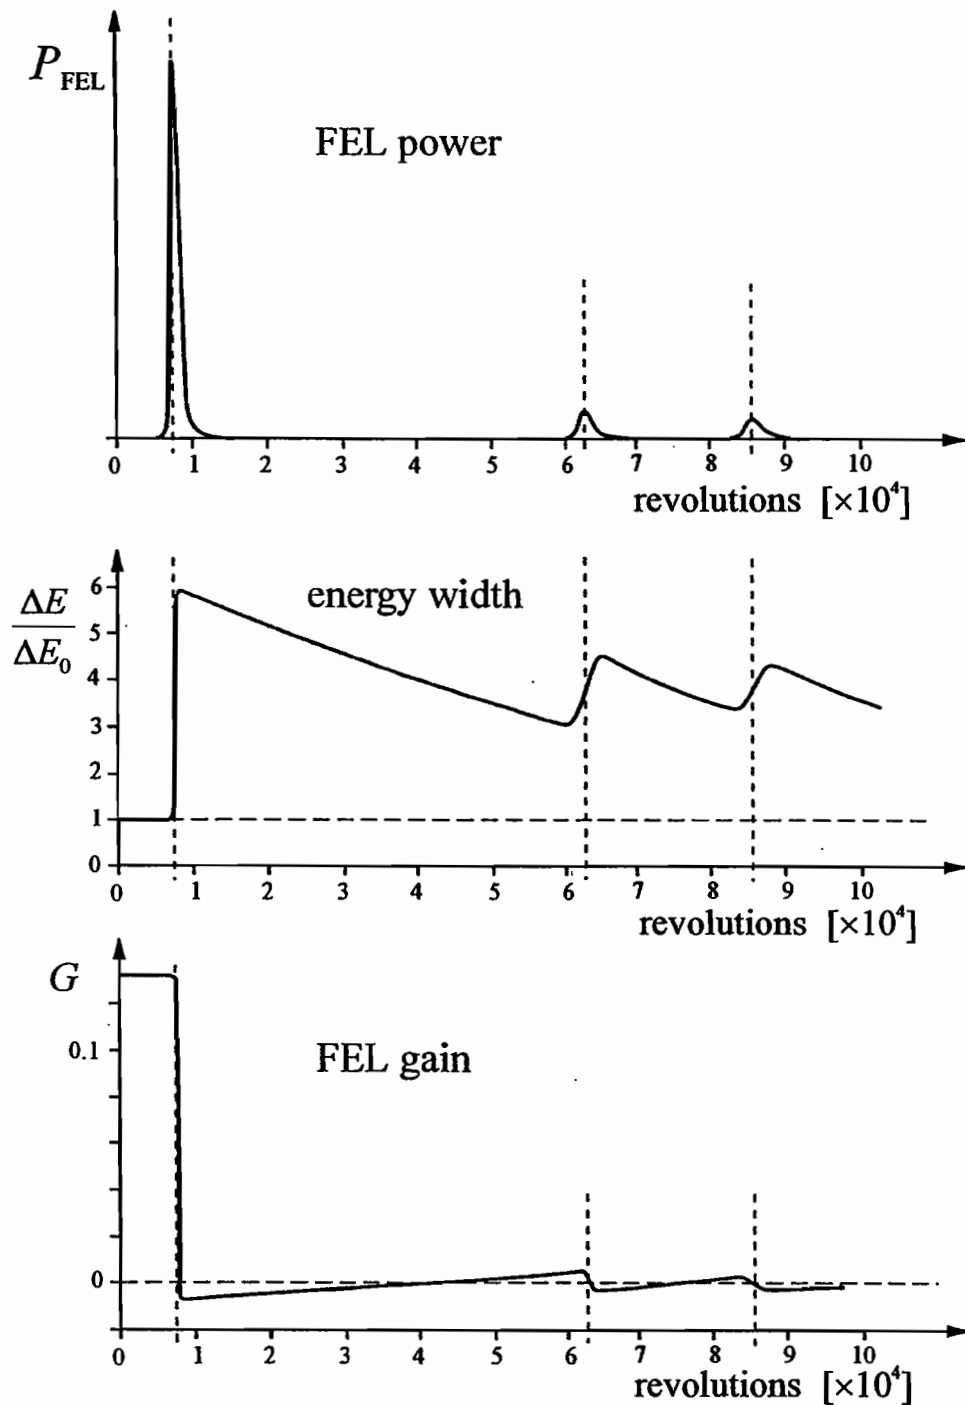 P_FEL
FEL power
0 1 2 3 4 5 6 7 8 9 10
revolutions [×10⁴]
energy width
ΔE
ΔE₀
6
5
4
3
2
1
0
0 1 2 3 4 5 6 7 8 9 10
revolutions [×10⁴]
G
0.1
FEL gain
0
0 1 2 3 4 5 6 7 8 9 10
revolutions [×10⁴]